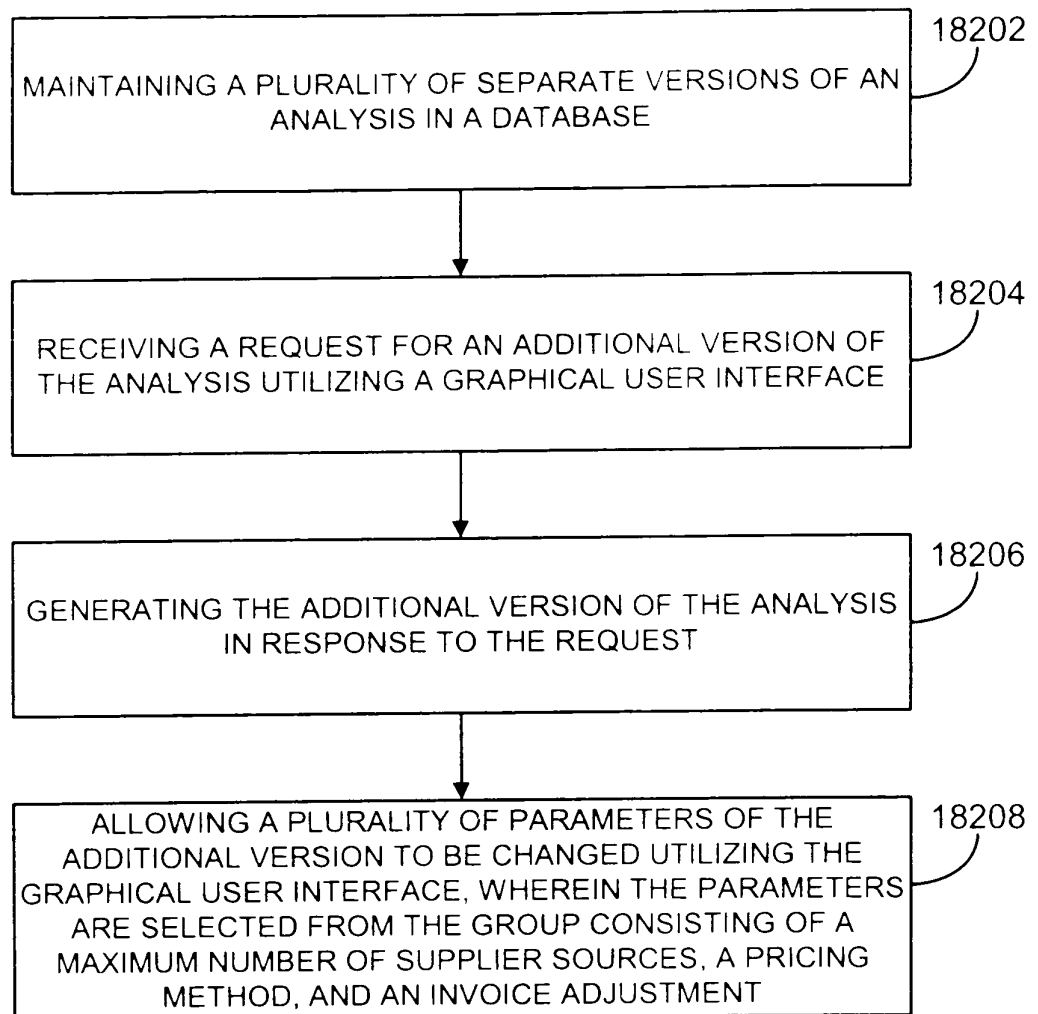 18202
MAINTAINING A PLURALITY OF SEPARATE VERSIONS OF AN
ANALYSIS IN A DATABASE
18204
RECEIVING A REQUEST FOR AN ADDITIONAL VERSION OF
THE ANALYSIS UTILIZING A GRAPHICAL USER INTERFACE
18206
GENERATING THE ADDITIONAL VERSION OF THE ANALYSIS
IN RESPONSE TO THE REQUEST
18208
ALLOWING A PLURALITY OF PARAMETERS OF THE
ADDITIONAL VERSION TO BE CHANGED UTILIZING THE
GRAPHICAL USER INTERFACE, WHEREIN THE PARAMETERS
ARE SELECTED FROM THE GROUP CONSISTING OF A
MAXIMUM NUMBER OF SUPPLIER SOURCES, A PRICING
METHOD, AND AN INVOICE ADJUSTMENT